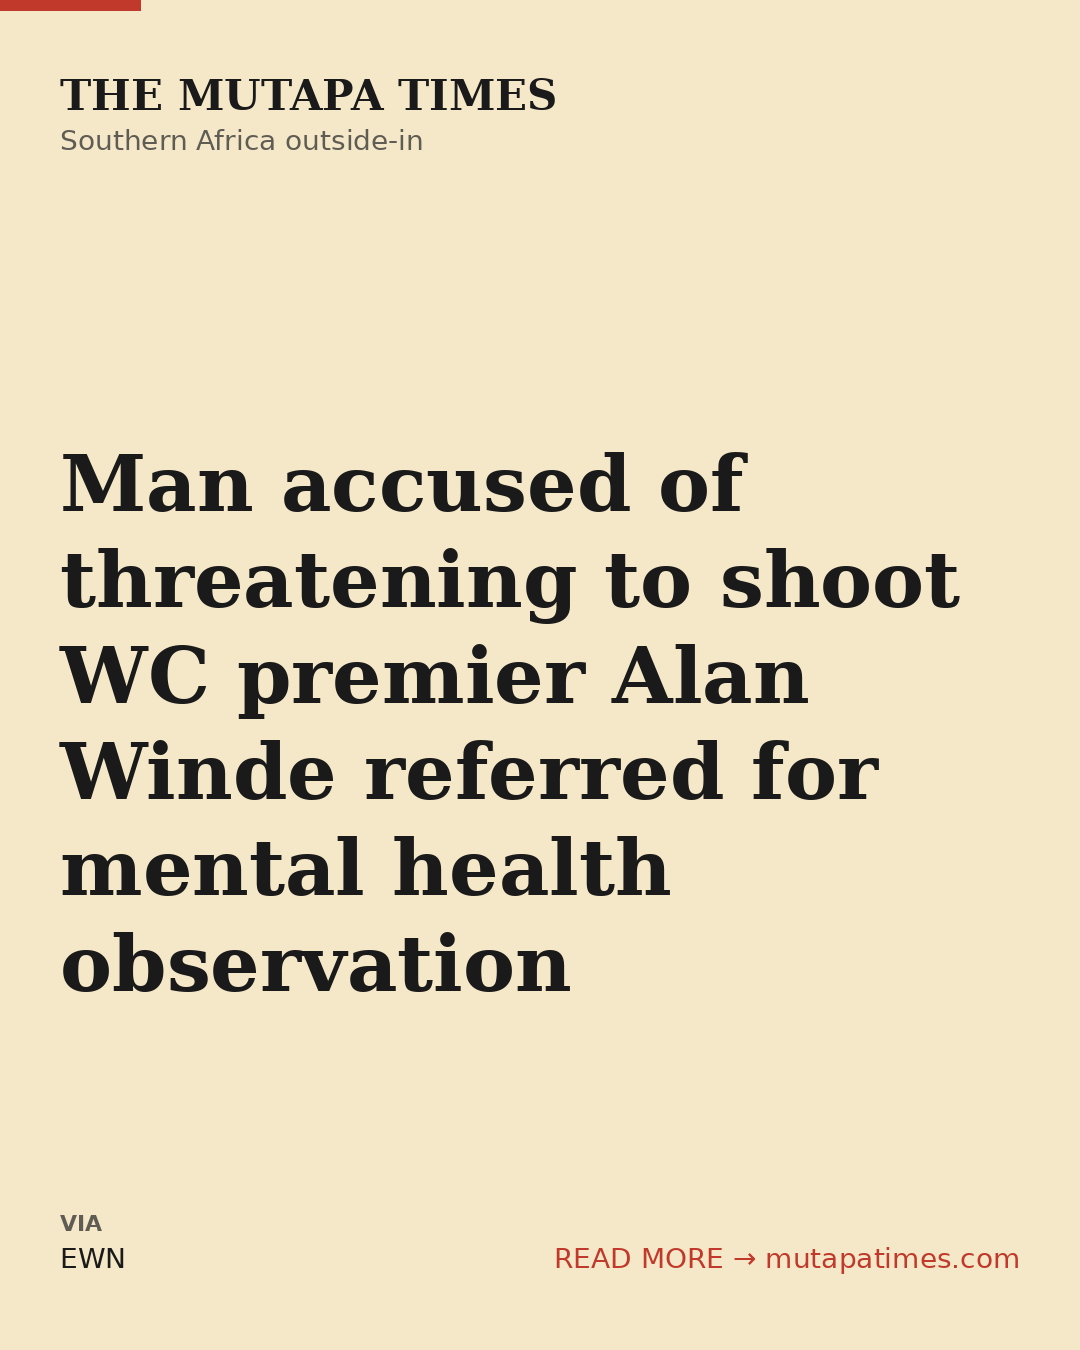 THE MUTAPA TIMES
Southern Africa outside-in
Man accused of
threatening to shoot
WC premier Alan
Winde referred for
mental health
observation
VIA
EWN
READ MORE → mutapatimes.com